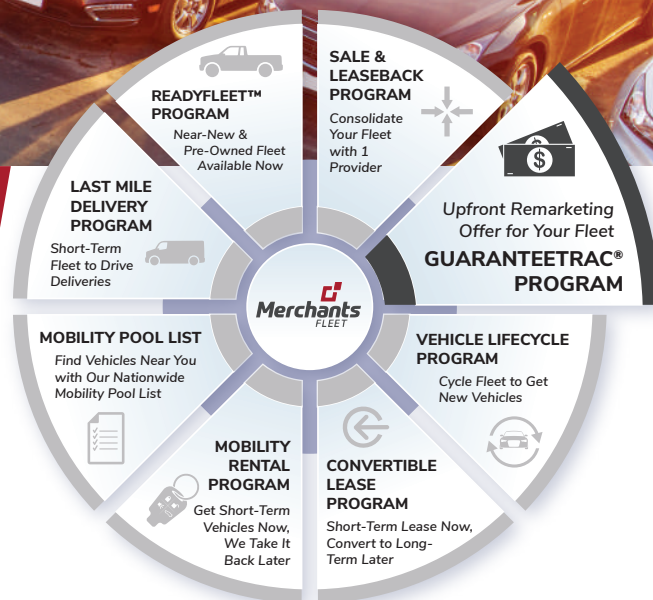 READYFLEET™
PROGRAM
Near-New &
Pre-Owned Fleet
Available Now
SALE &
LEASEBACK
PROGRAM
Consolidate
Your Fleet
with 1
Provider
Upfront Remarketing
Offer for Your Fleet
GUARANTEETRAC®
PROGRAM
LAST MILE
DELIVERY
PROGRAM
Short-Term
Fleet to Drive
Deliveries
Merchants
FLEET
MOBILITY POOL LIST
Find Vehicles Near You
with Our Nationwide
Mobility Pool List
VEHICLE LIFECYCLE
PROGRAM
Cycle Fleet to Get
New Vehicles
MOBILITY
RENTAL
PROGRAM
Get Short-Term
Vehicles Now,
We Take It
Back Later
CONVERTIBLE
LEASE
PROGRAM
Short-Term Lease Now,
Convert to Long-
Term Later